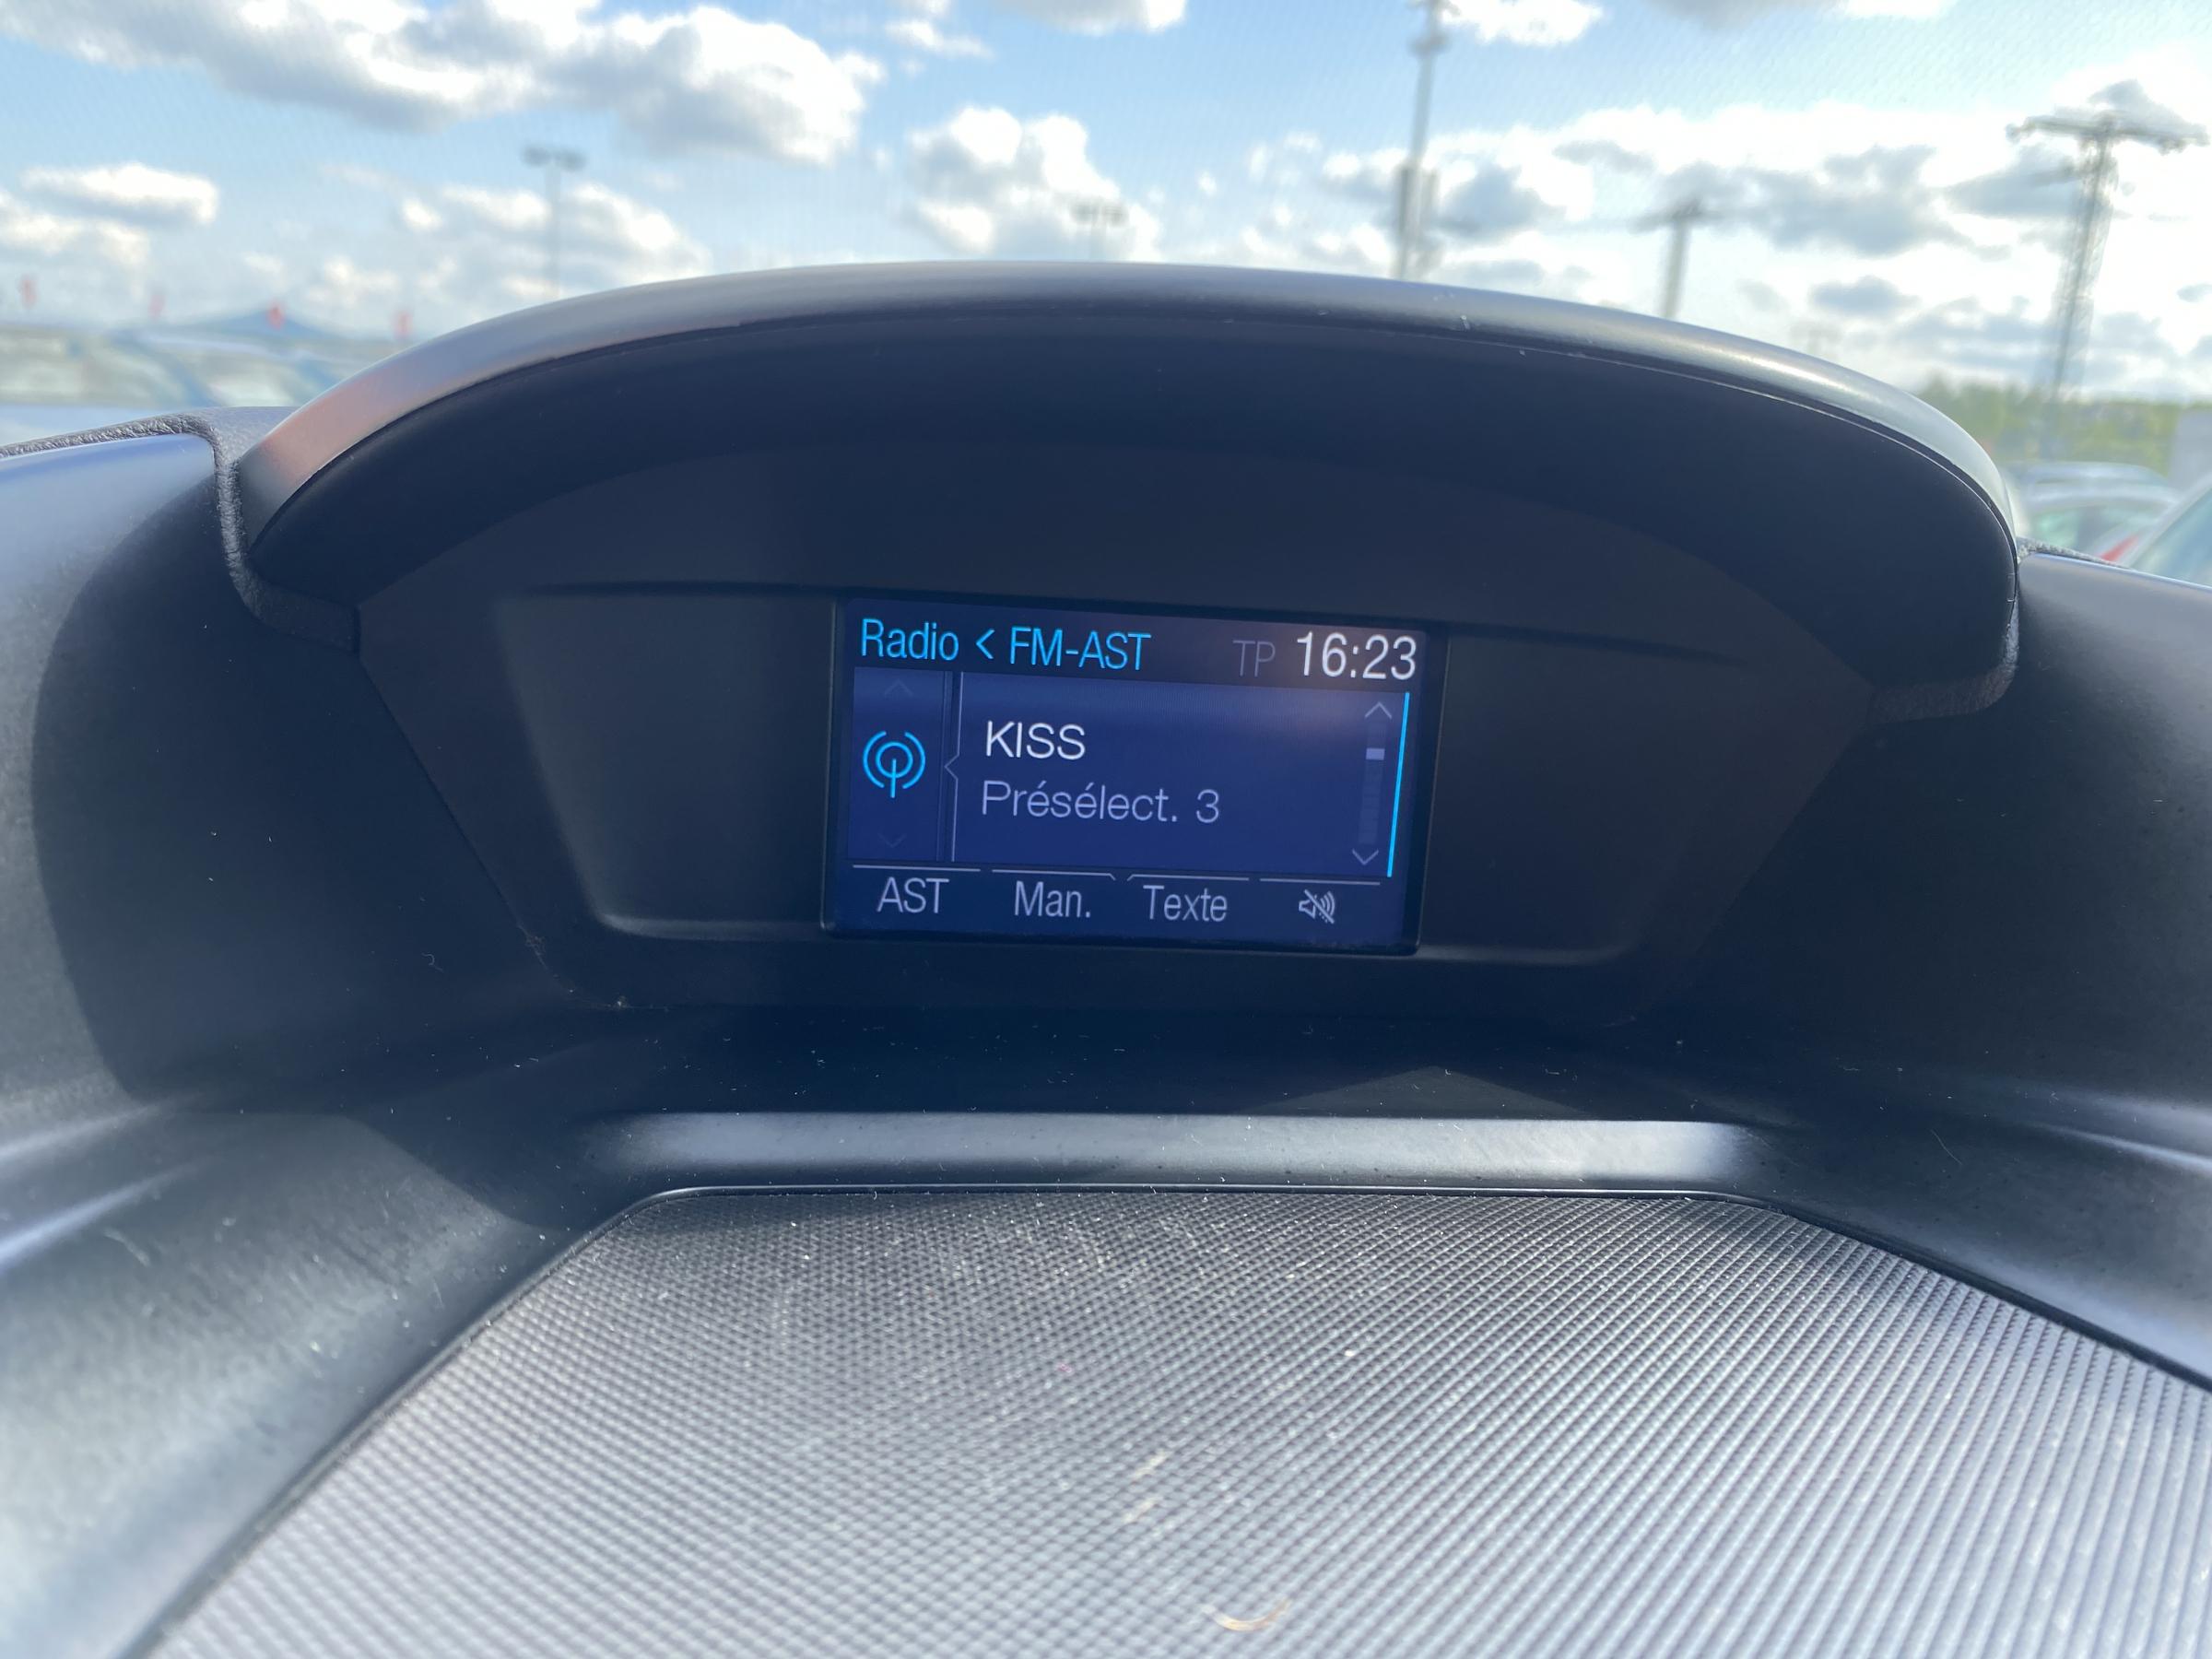 Radio < FM-AST TP 16:23
KISS
Présélect. 3
AST Man. Texte